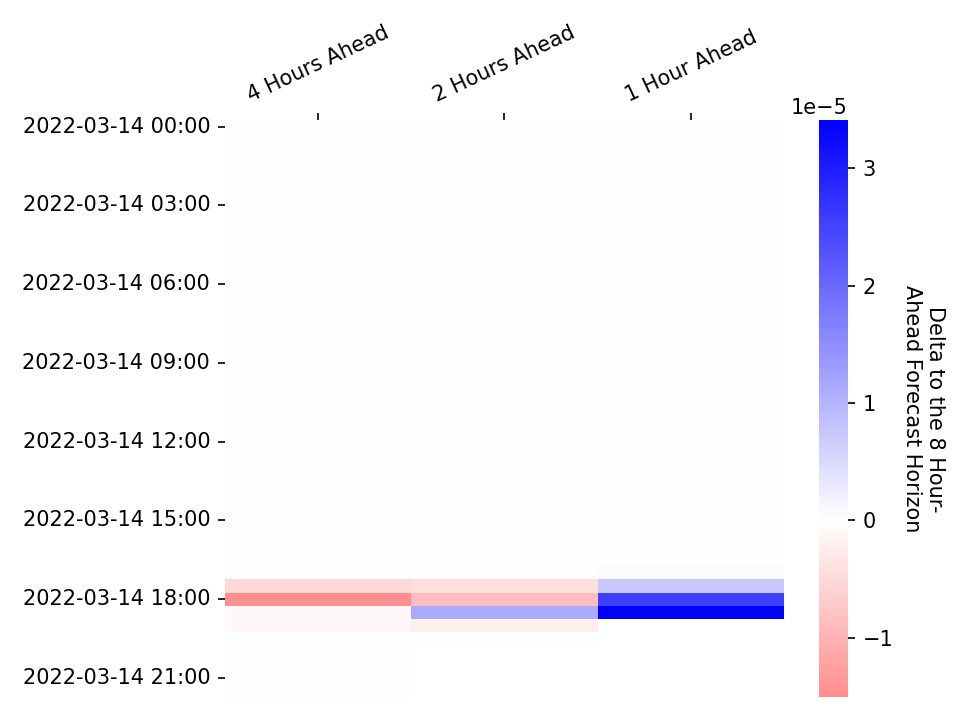 4 Hours Ahead
2 Hours Ahead
1 Hour Ahead
1e−5
2022-03-14 00:00
2022-03-14 03:00
2022-03-14 06:00
2022-03-14 09:00
2022-03-14 12:00
2022-03-14 15:00
2022-03-14 18:00
2022-03-14 21:00
3
2
1
0
−1
Delta to the 8 Hour-
Ahead Forecast Horizon